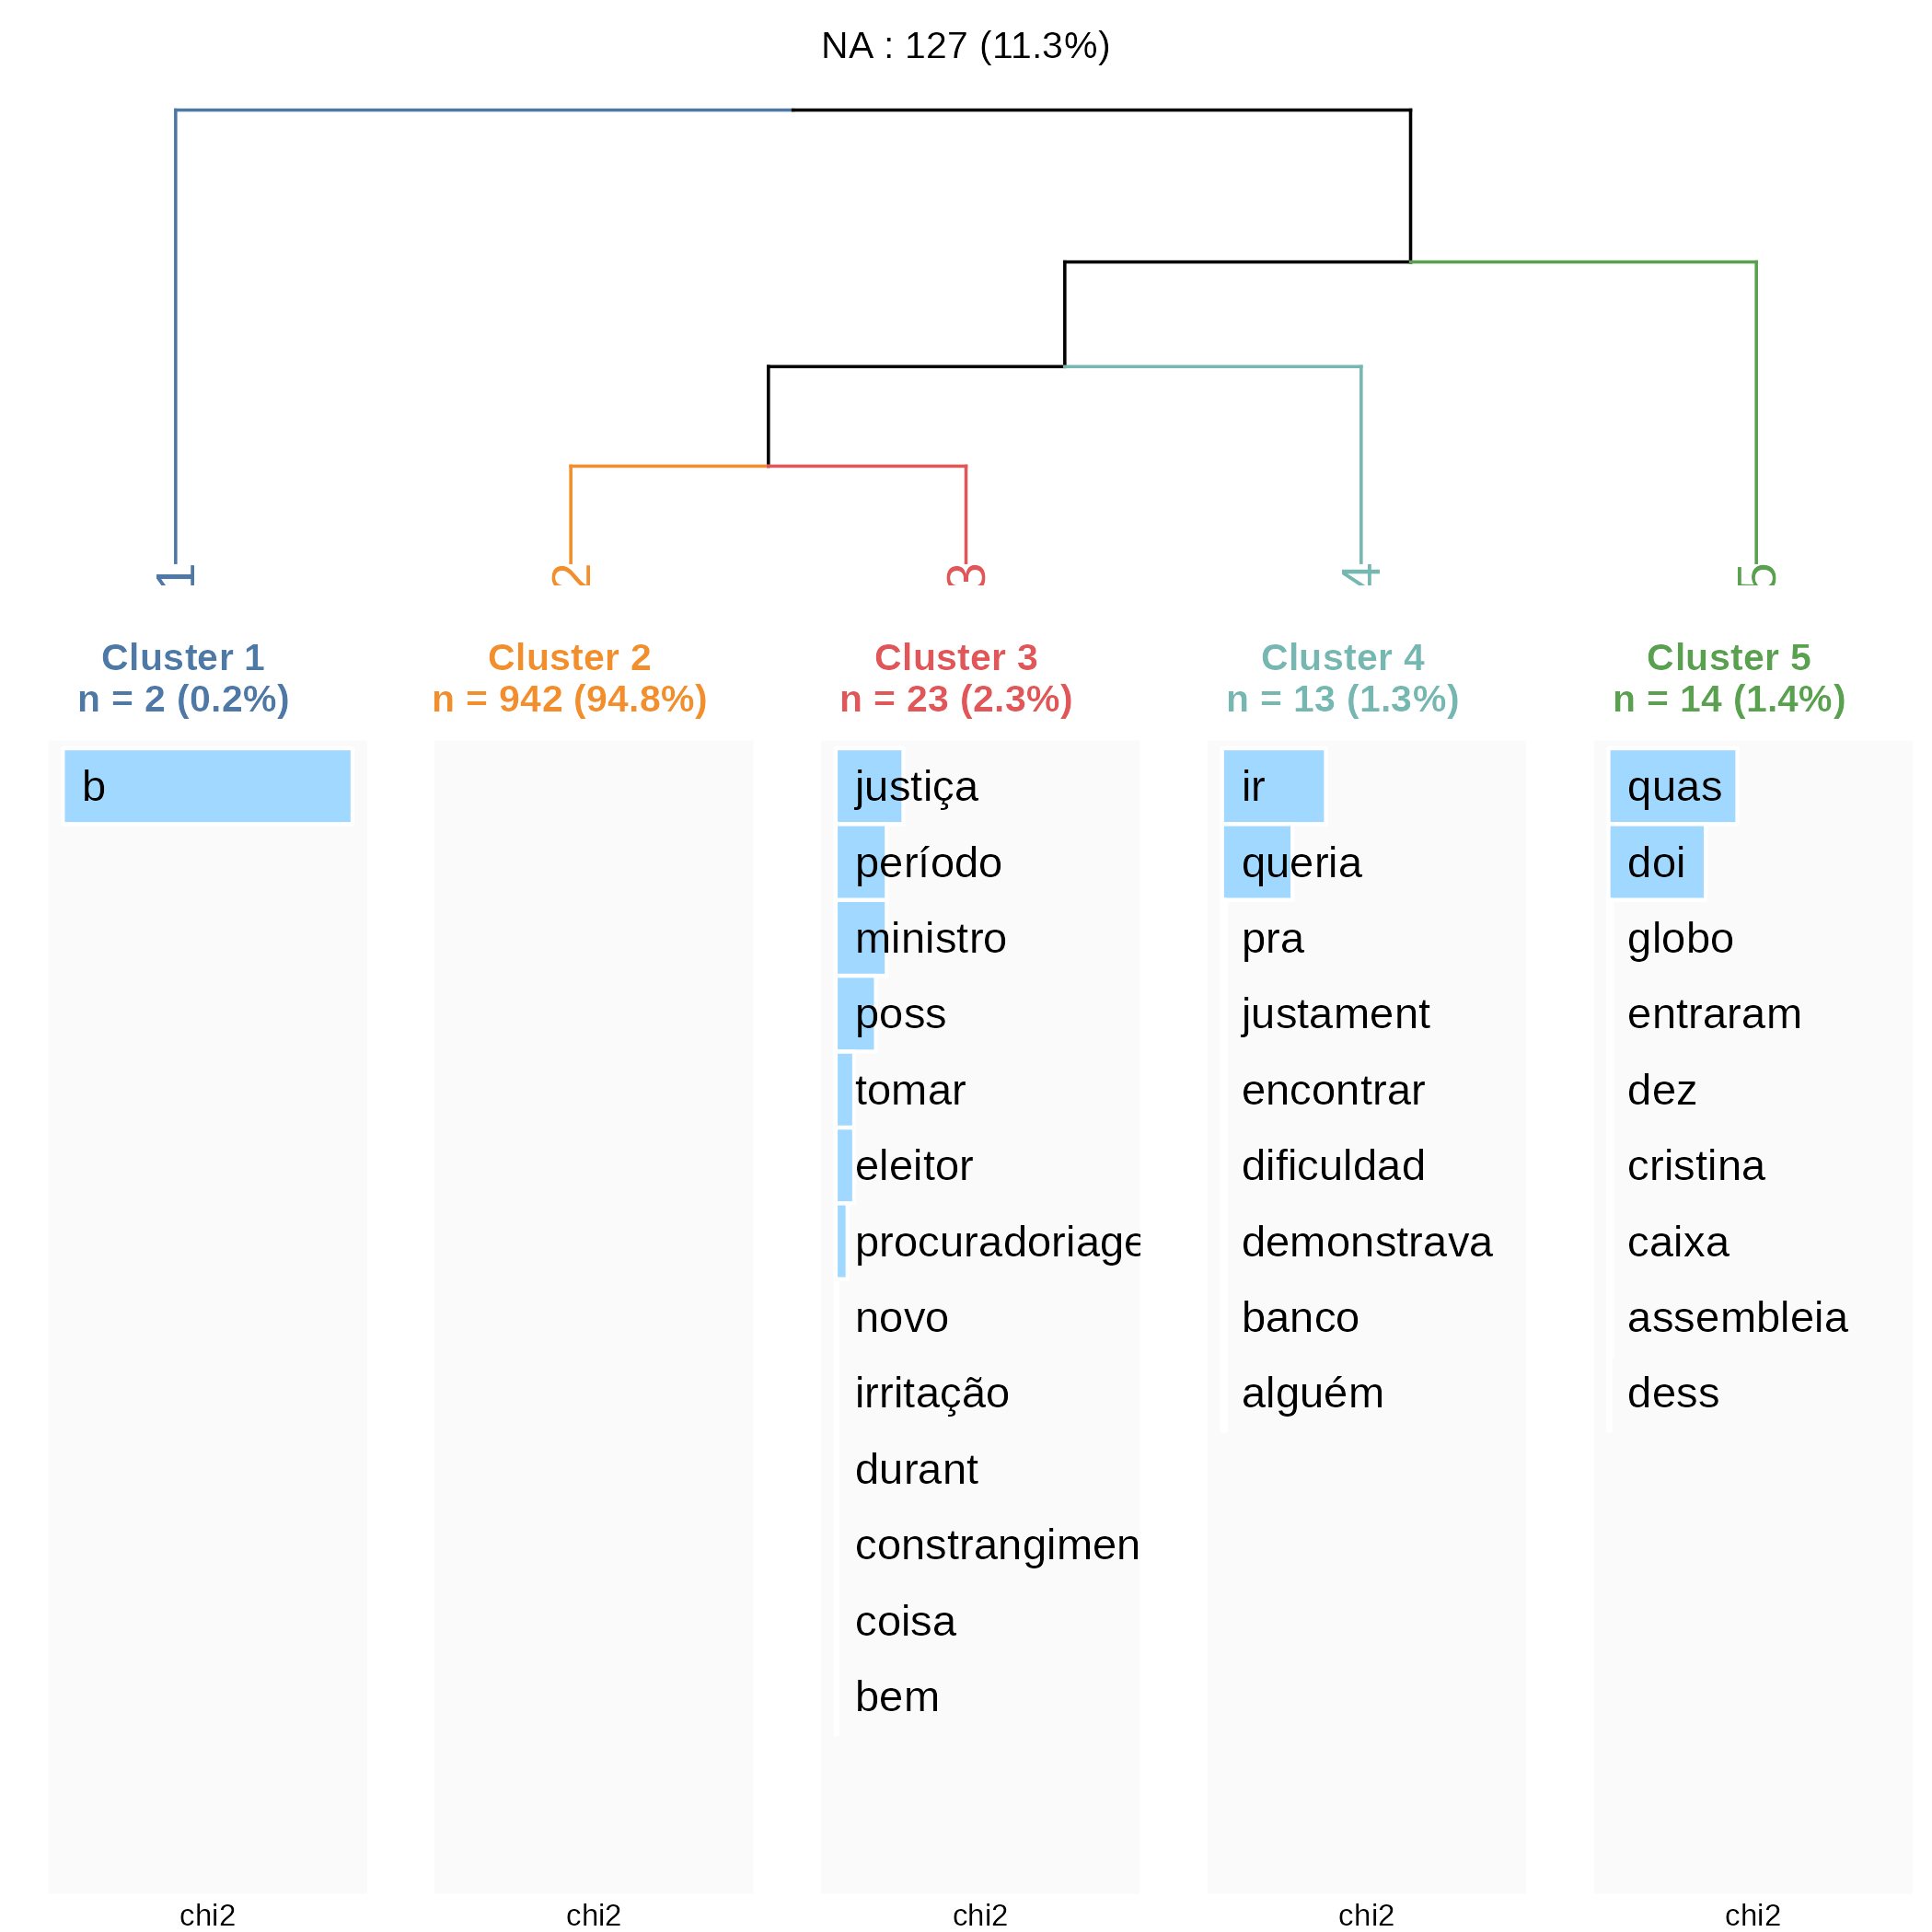 NA : 127 (11.3%)
1
2
3
4
5
Cluster 1
n = 2 (0.2%)
b
chi2
Cluster 2
n = 942 (94.8%)
chi2
Cluster 3
n = 23 (2.3%)
justiça
período
ministro
poss
tomar
eleitor
procuradoriage
novo
irritação
durant
constrangimen
coisa
bem
chi2
Cluster 4
n = 13 (1.3%)
ir
queria
pra
justament
encontrar
dificuldad
demonstrava
banco
alguém
chi2
Cluster 5
n = 14 (1.4%)
quas
doi
globo
entraram
dez
cristina
caixa
assembleia
dess
chi2